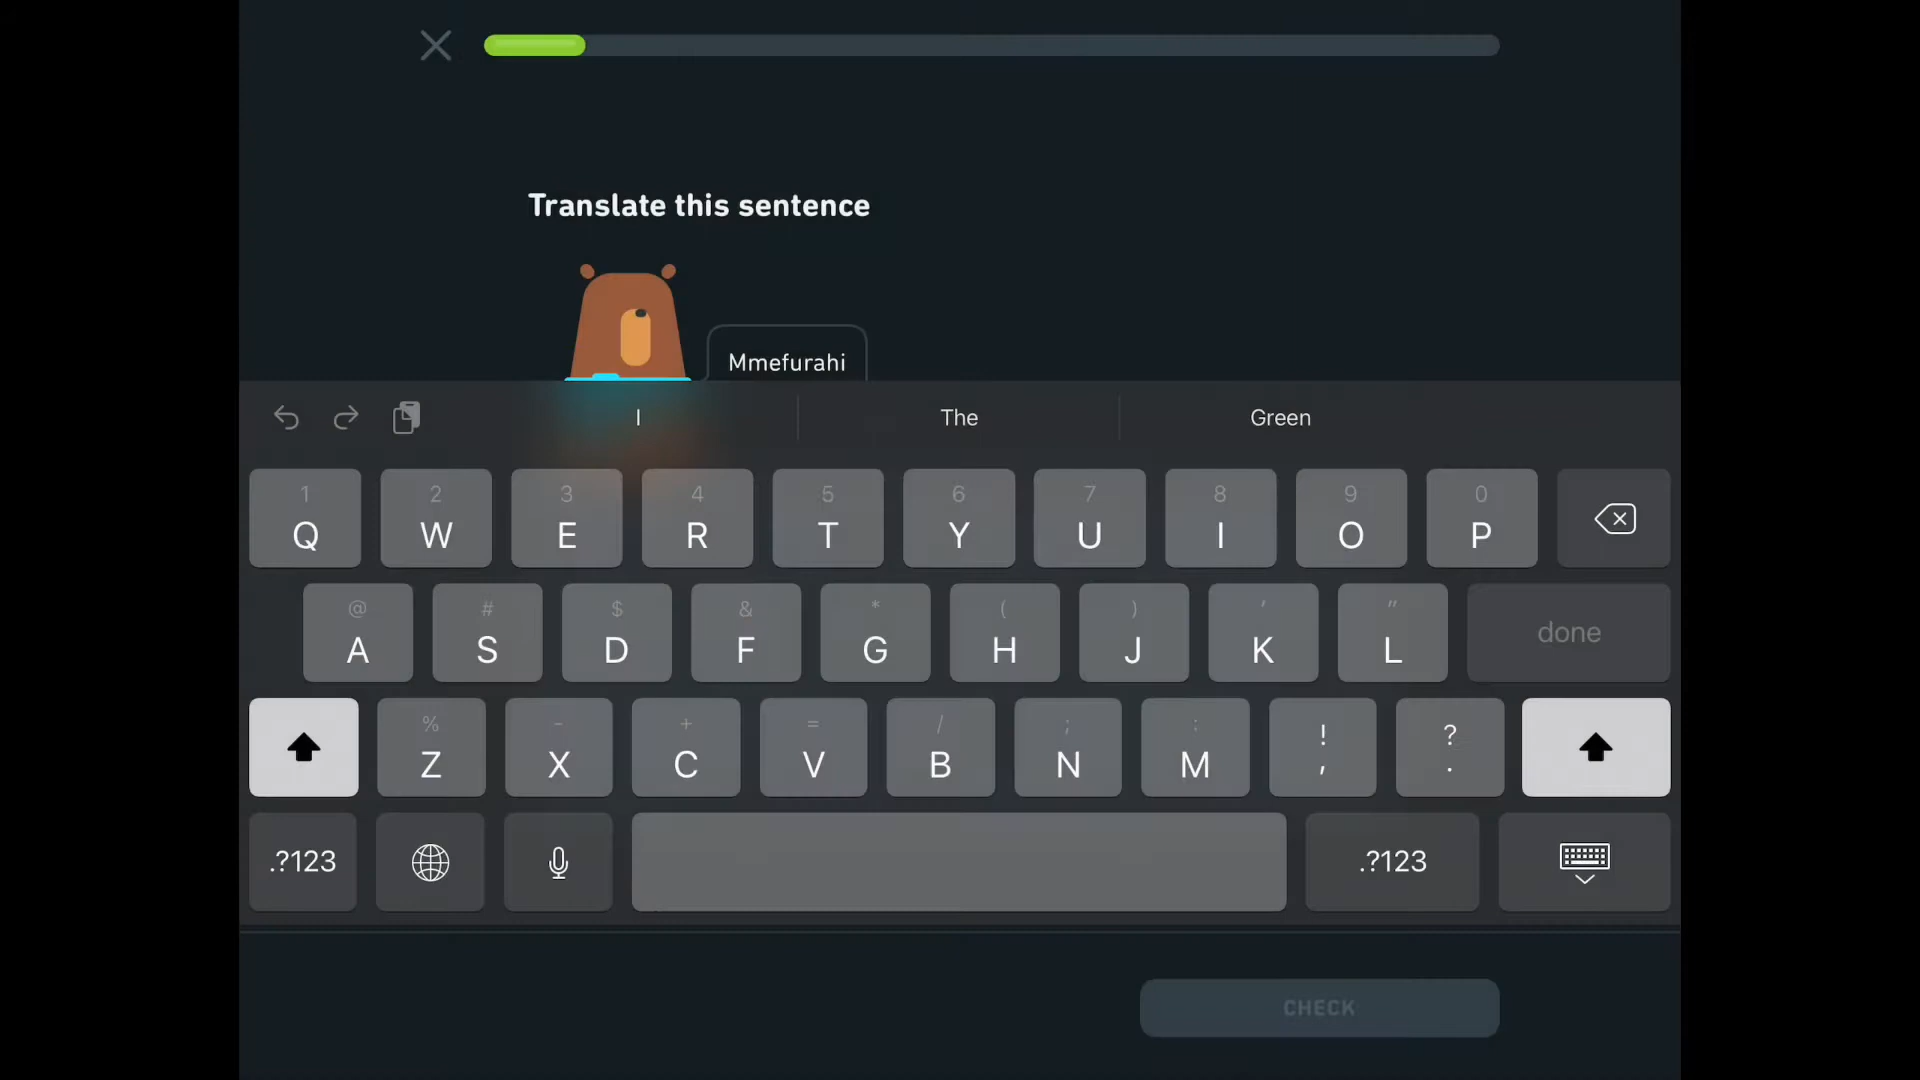 Translate this sentence
Mmefurahi
I The Green
1 2 3 4 5 6 7 8 9 0
Q W E R T Y U I O P
@ # $ & * ( ) ' "
A S D F G H J K L done
% - + = / ; : ! ?
Z X C V B N M , .
.?123 .?123
CHECK